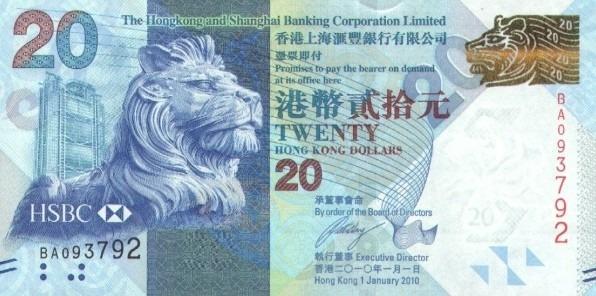 20
The Hongkong and Shanghai Banking Corporation Limited
香港上海滙豐銀行有限公司
憑票即付
Promises to pay the bearer on demand
at its office here
港幣貳拾元
TWENTY
HONG KONG DOLLARS
20
承董事會命
By order of the Board of Directors
執行董事 Executive Director
香港二〇一〇年一月一日
Hong Kong 1 January 2010
HSBC
BA093792
20
20
BA093792
20